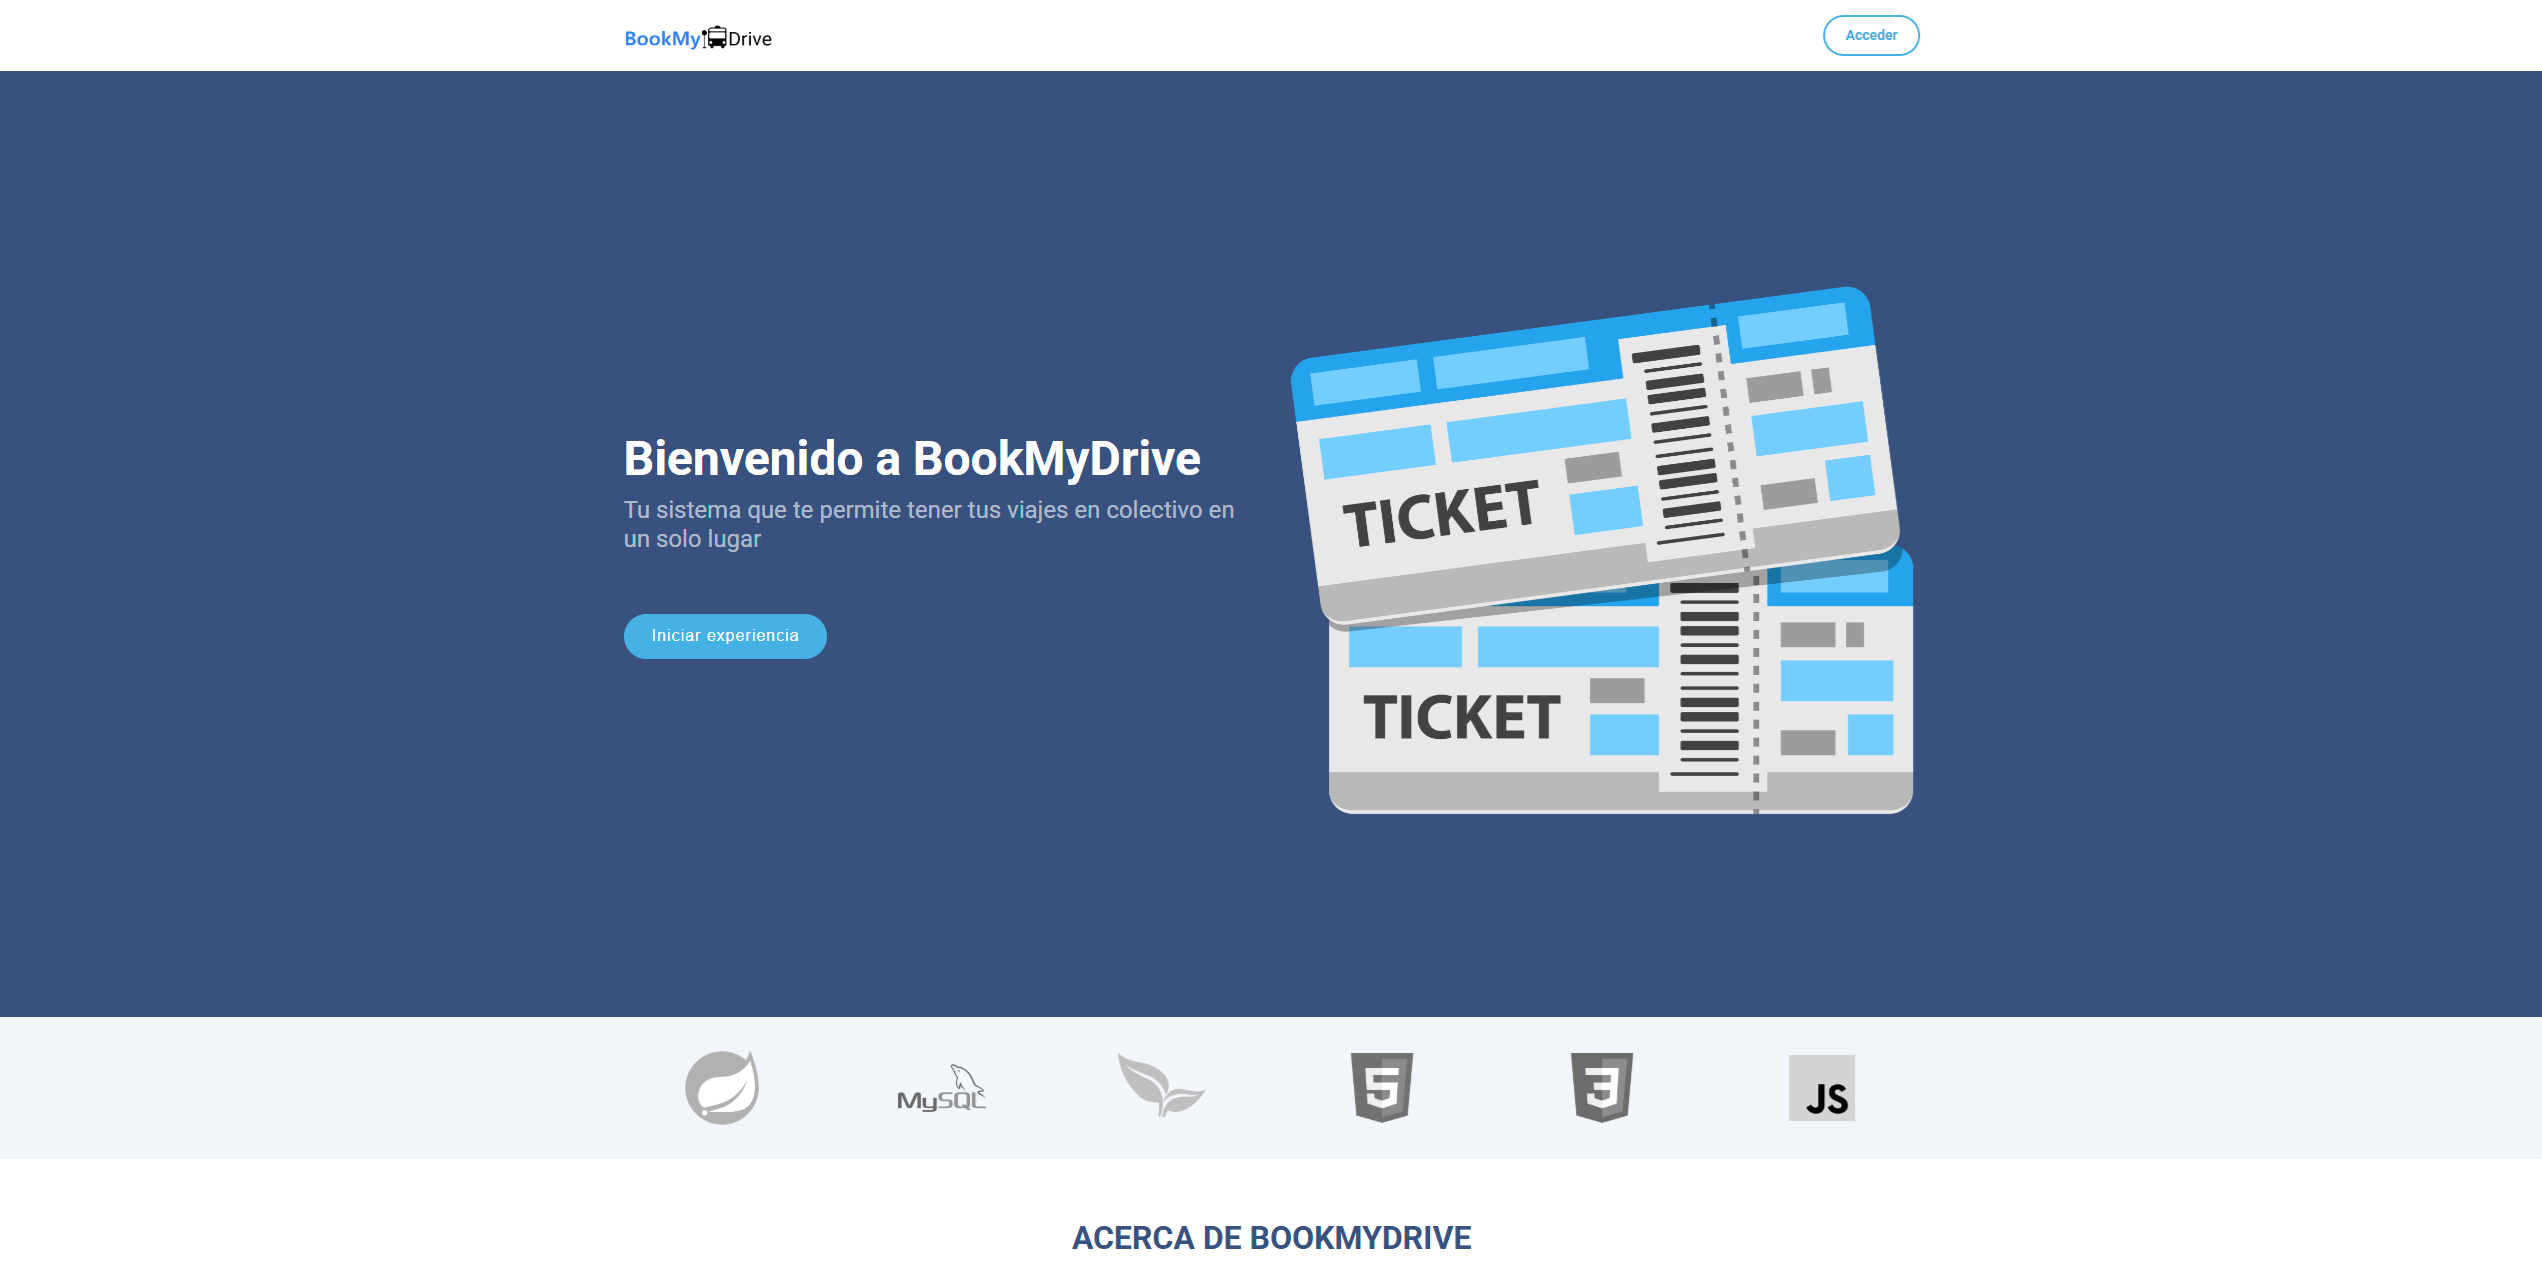 BookMyDrive
Acceder
Bienvenido a BookMyDrive
Tu sistema que te permite tener tus viajes en colectivo en
un solo lugar
Iniciar experiencia
TICKET
TICKET
MySQL
5
3
JS
ACERCA DE BOOKMYDRIVE